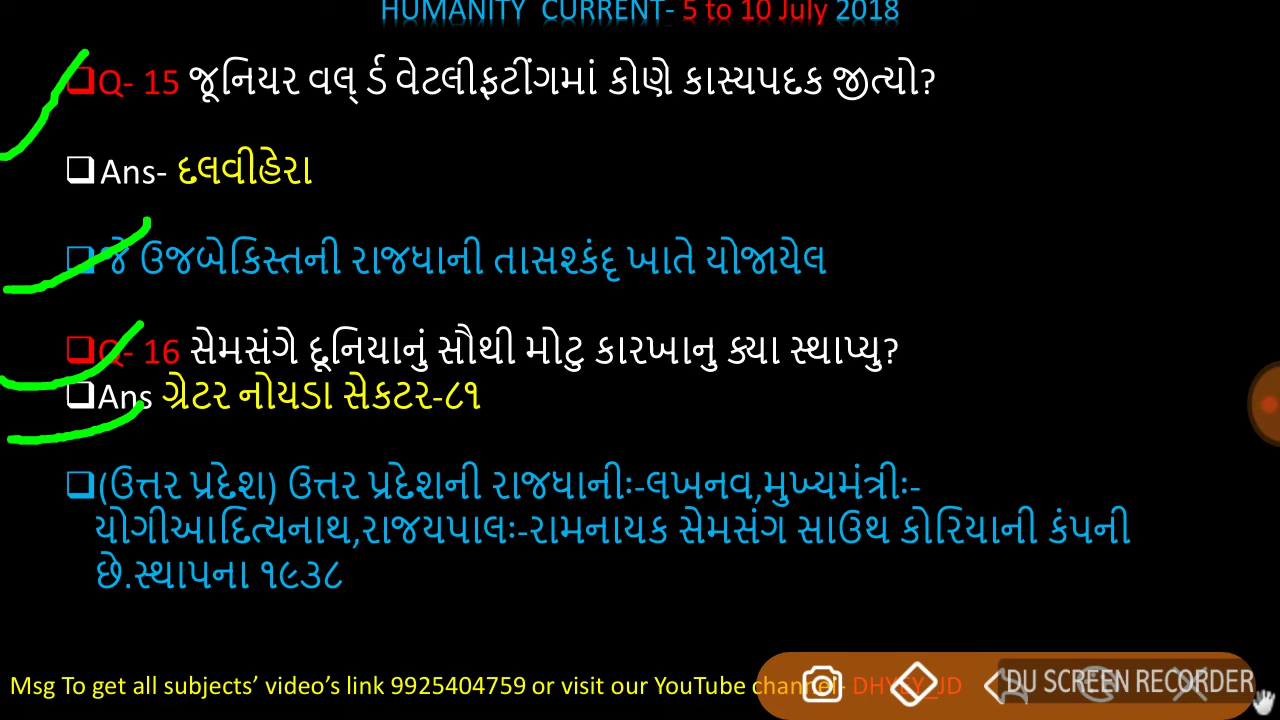 HUMANITY CURRENT- 5 to 10 July 2018
Q- 15 જૂનિયર વલ્ ર્ડ વેટલીફટીંગમાં કોણે કાસ્યપદક જીત્યો?
Ans- દલવીહેરા
જે ઉજબેકિસ્તની રાજધાની તાસશ્કંદૃ ખાતે યોજાયેલ
Q- 16 સેમસંગે દૂનિયાનું સૌથી મોટુ કારખાનુ ક્યા સ્થાપ્યુ?
Ans ગ્રેટર નોયડા સેકટર-૮૧
(ઉત્તર પ્રદેશ) ઉત્તર પ્રદેશની રાજધાનીઃ-લખનવ,મુખ્યમંત્રીઃ-
યોગીઆદિત્યનાથ,રાજયપાલઃ-રામનાયક સેમસંગ સાઉથ કોરિયાની કંપની
છે.સ્થાપના ૧૯૩૮
Msg To get all subjects’ video’s link 9925404759 or visit our YouTube channel- DHYEY_JD
DU SCREEN RECORDER